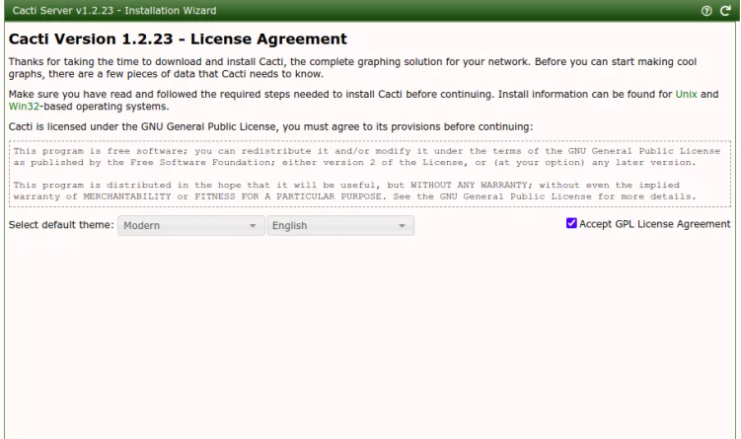 Cacti Server v1.2.23 - Installation Wizard
Cacti Version 1.2.23 - License Agreement
Thanks for taking the time to download and install Cacti, the complete graphing solution for your network. Before you can start making cool
graphs, there are a few pieces of data that Cacti needs to know.
Make sure you have read and followed the required steps needed to install Cacti before continuing. Install information can be found for Unix and
Win32-based operating systems.
Cacti is licensed under the GNU General Public License, you must agree to its provisions before continuing:
This program is free software; you can redistribute it and/or modify it under the terms of the GNU General Public License
as published by the Free Software Foundation; either version 2 of the License, or (at your option) any later version.
This program is distributed in the hope that it will be useful, but WITHOUT ANY WARRANTY; without even the implied
warranty of MERCHANTABILITY or FITNESS FOR A PARTICULAR PURPOSE. See the GNU General Public License for more details.
Select default theme: Modern English Accept GPL License Agreement